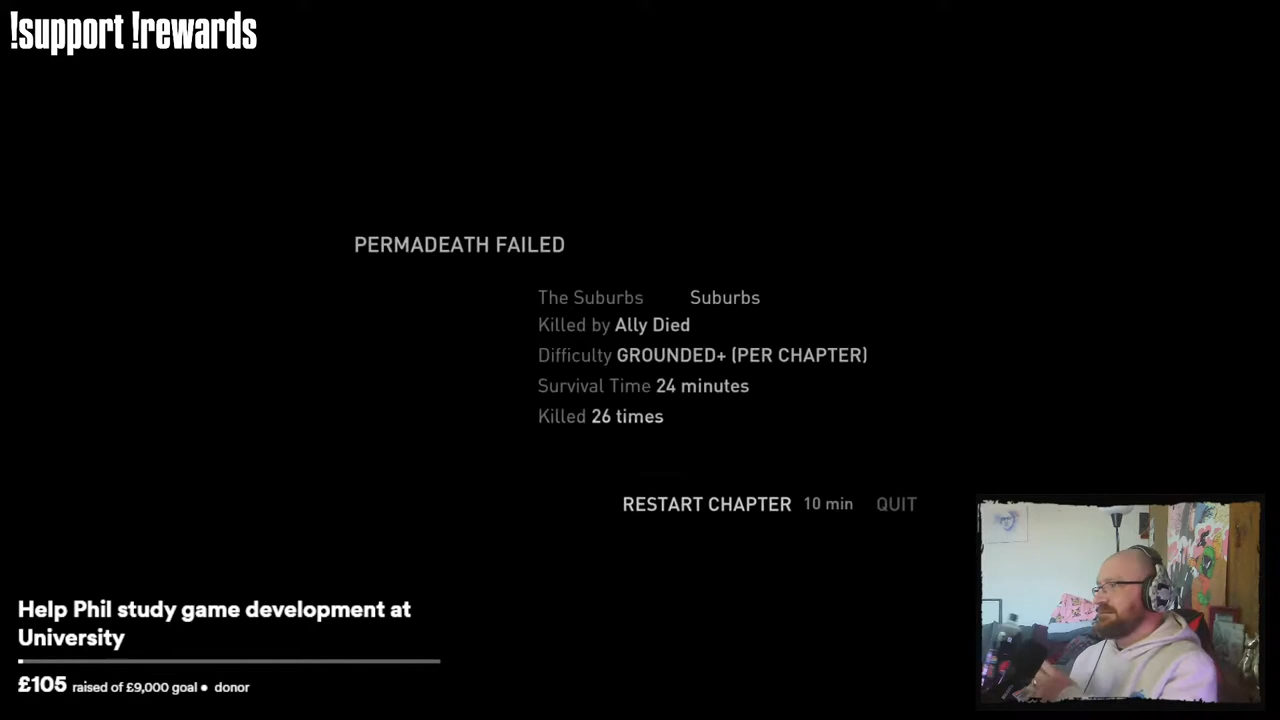 !support !rewards
PERMADEATH FAILED
The Suburbs Suburbs
Killed by Ally Died
Difficulty GROUNDED+ (PER CHAPTER)
Survival Time 24 minutes
Killed 26 times
RESTART CHAPTER 10 min QUIT
Help Phil study game development at
University
£105 raised of £9,000 goal • donor